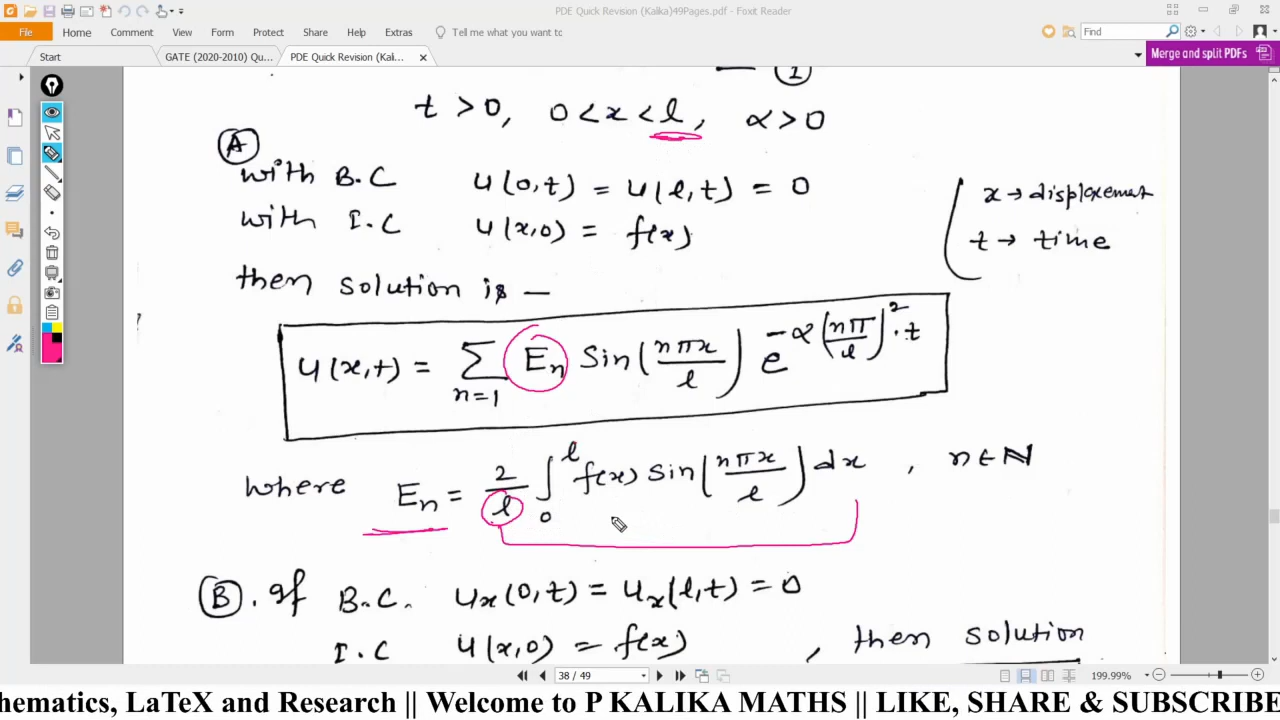 PDE Quick Revision (Kalika)49Pages.pdf - Foxit Reader
File Home Comment View Form Protect Share Help Extras Tell me what you want to Find
Start GATE (2020-2010) Qu... PDE Quick Revision (Kal... Merge and split PDFs
— ①
t > 0, 0 < x < l, α > 0
Ⓐ
with B.C u(0,t) = u(l,t) = 0
with I.C u(x,0) = f(x)
x → displacement
t → time
then solution is —
u(x,t) = ∑_{n=1} E_n Sin(nπx/l) e^{-α(nπ/l)^2·t}
where E_n = 2/l ∫_0^l f(x) sin(nπx/l) dx , n ∈ ℕ
Ⓑ. If B.C. u_x(0,t) = u_x(l,t) = 0
I.C u(x,0) = f(x) , then solution
38 / 49 199.99%
hematics, LaTeX and Research || Welcome to P KALIKA MATHS || LIKE, SHARE & SUBSCRIBE